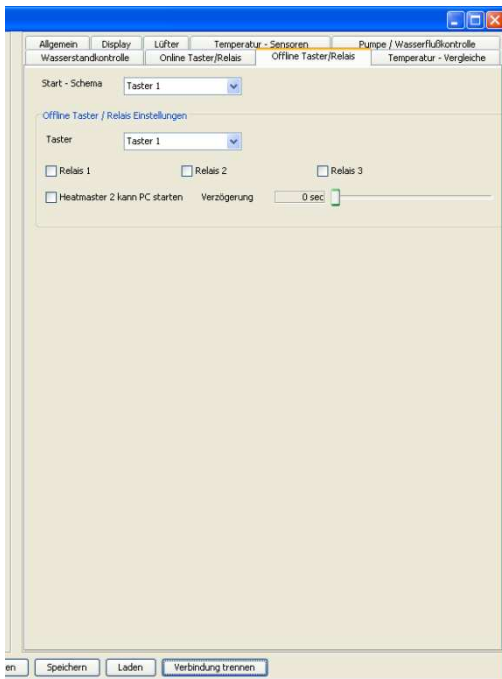 Allgemein Display Lüfter Temperatur - Sensoren Pumpe / Wasserflußkontrolle
Wasserstandkontrolle Online Taster/Relais Offline Taster/Relais Temperatur - Vergleiche
Start - Schema Taster 1
Offline Taster / Relais Einstellungen
Taster Taster 1
Relais 1 Relais 2 Relais 3
Heatmaster 2 kann PC starten Verzögerung 0 sec
en Speichern Laden Verbindung trennen